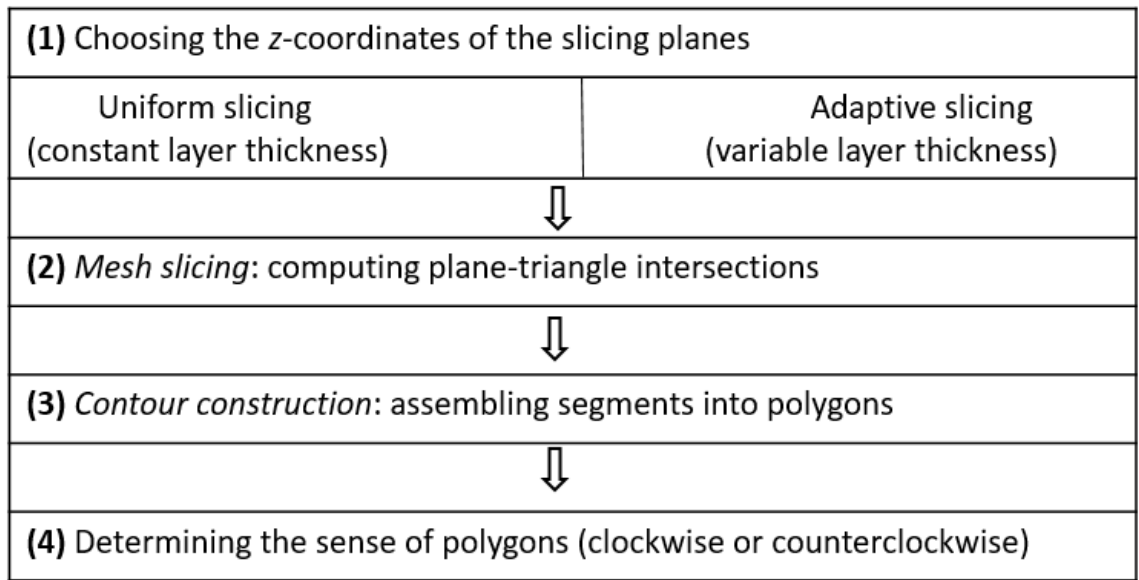 (1) Choosing the z-coordinates of the slicing planes
Uniform slicing
(constant layer thickness)
Adaptive slicing
(variable layer thickness)
(2) Mesh slicing: computing plane-triangle intersections
(3) Contour construction: assembling segments into polygons
(4) Determining the sense of polygons (clockwise or counterclockwise)